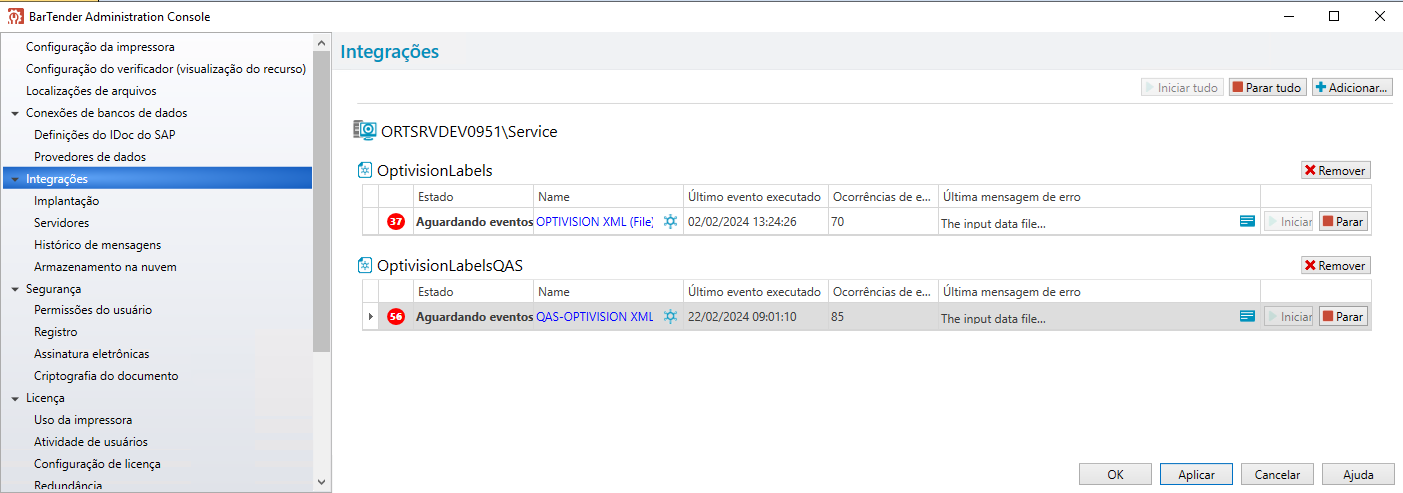 BarTender Administration Console
Configuração da impressora
Configuração do verificador (visualização do recurso)
Localizações de arquivos
Conexões de bancos de dados
Definições do IDoc do SAP
Provedores de dados
Integrações
Implantação
Servidores
Histórico de mensagens
Armazenamento na nuvem
Segurança
Permissões do usuário
Registro
Assinatura eletrônicas
Criptografia do documento
Licença
Uso da impressora
Atividade de usuários
Configuração de licença
Redundância
Integrações
Iniciar tudo Parar tudo Adicionar...
ORTSRVDEV0951\Service
OptivisionLabels Remover
Estado Name Último evento executado Ocorrências de e... Última mensagem de erro
37 Aguardando eventos OPTIVISION XML (File) 02/02/2024 13:24:26 70 The input data file... Iniciar Parar
OptivisionLabelsQAS Remover
Estado Name Último evento executado Ocorrências de e... Última mensagem de erro
56 Aguardando eventos QAS-OPTIVISION XML 22/02/2024 09:01:10 85 The input data file... Iniciar Parar
OK Aplicar Cancelar Ajuda